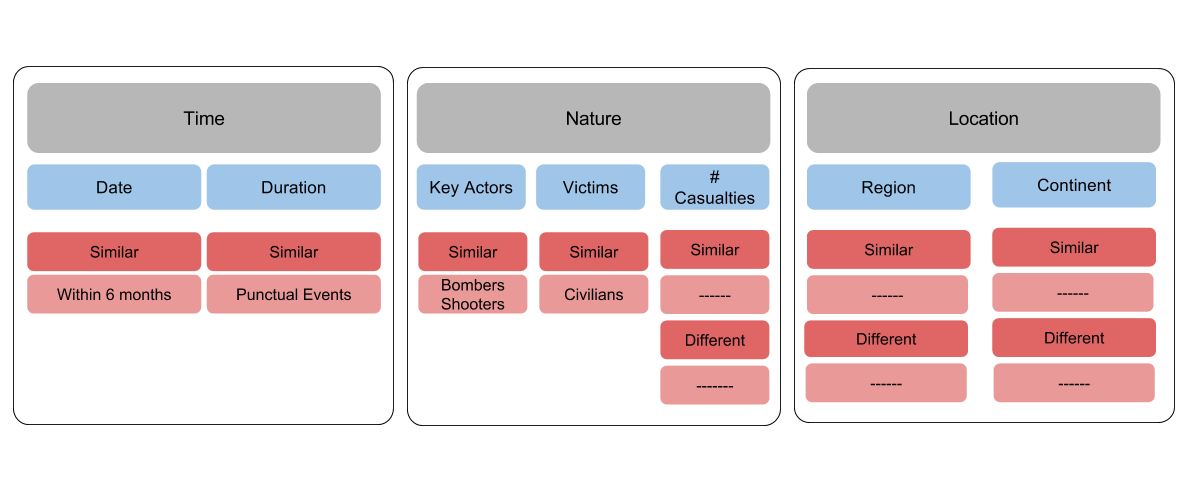 Time
Nature
Location
Date
Duration
Key Actors
Victims
#
Casualties
Region
Continent
Similar
Similar
Similar
Similar
Similar
Similar
Similar
Within 6 months
Punctual Events
Bombers
Shooters
Civilians
------
------
------
Different
Different
Different
-------
------
------